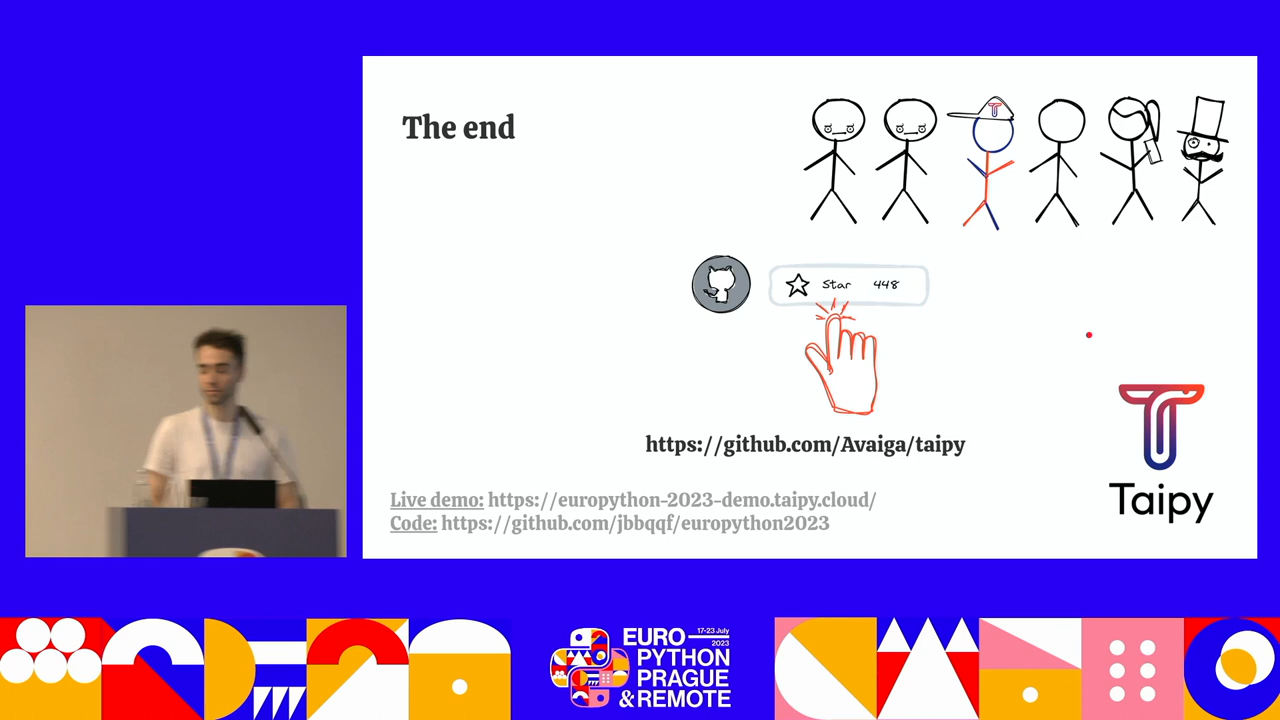 The end
T
Star 448
https://github.com/Avaiga/taipy
Live demo: https://europython-2023-demo.taipy.cloud/
Code: https://github.com/jbbqqf/europython2023
Taipy
17-23 July
2023
EURO
PYTHON
PRAGUE
& REMOTE